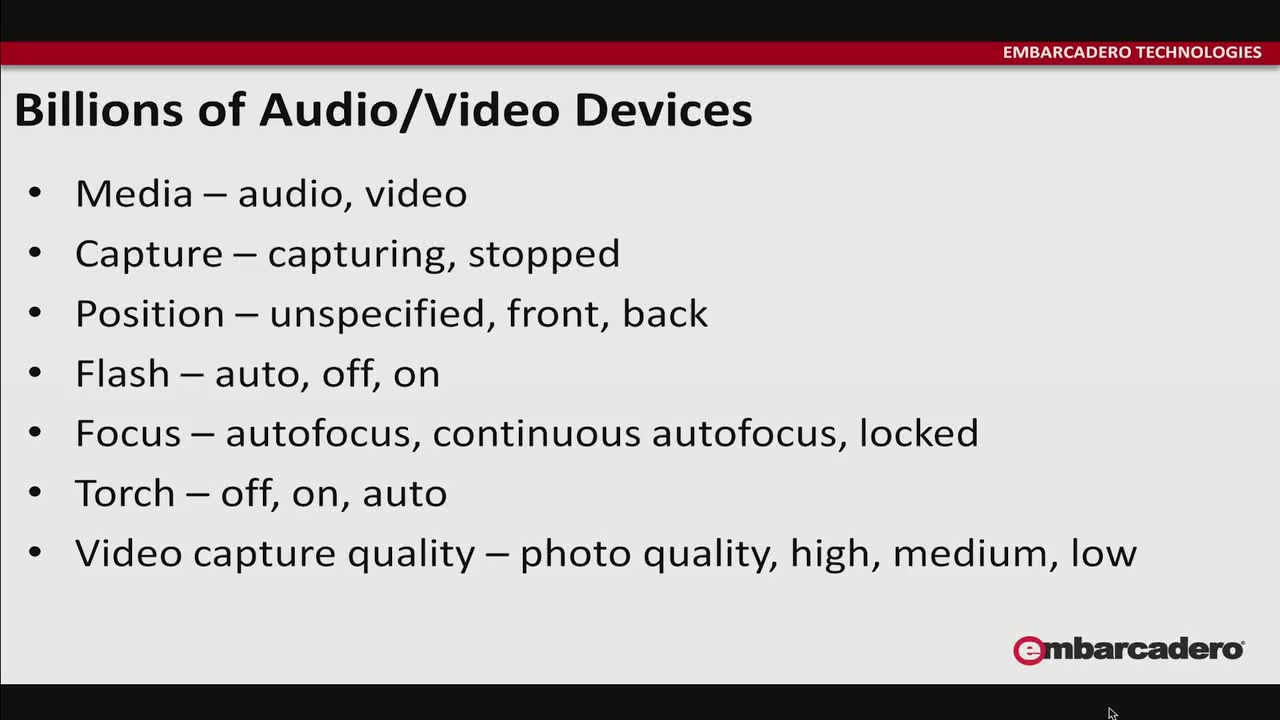 EMBARCADERO TECHNOLOGIES
Billions of Audio/Video Devices
• Media – audio, video
• Capture – capturing, stopped
• Position – unspecified, front, back
• Flash – auto, off, on
• Focus – autofocus, continuous autofocus, locked
• Torch – off, on, auto
• Video capture quality – photo quality, high, medium, low
embarcadero